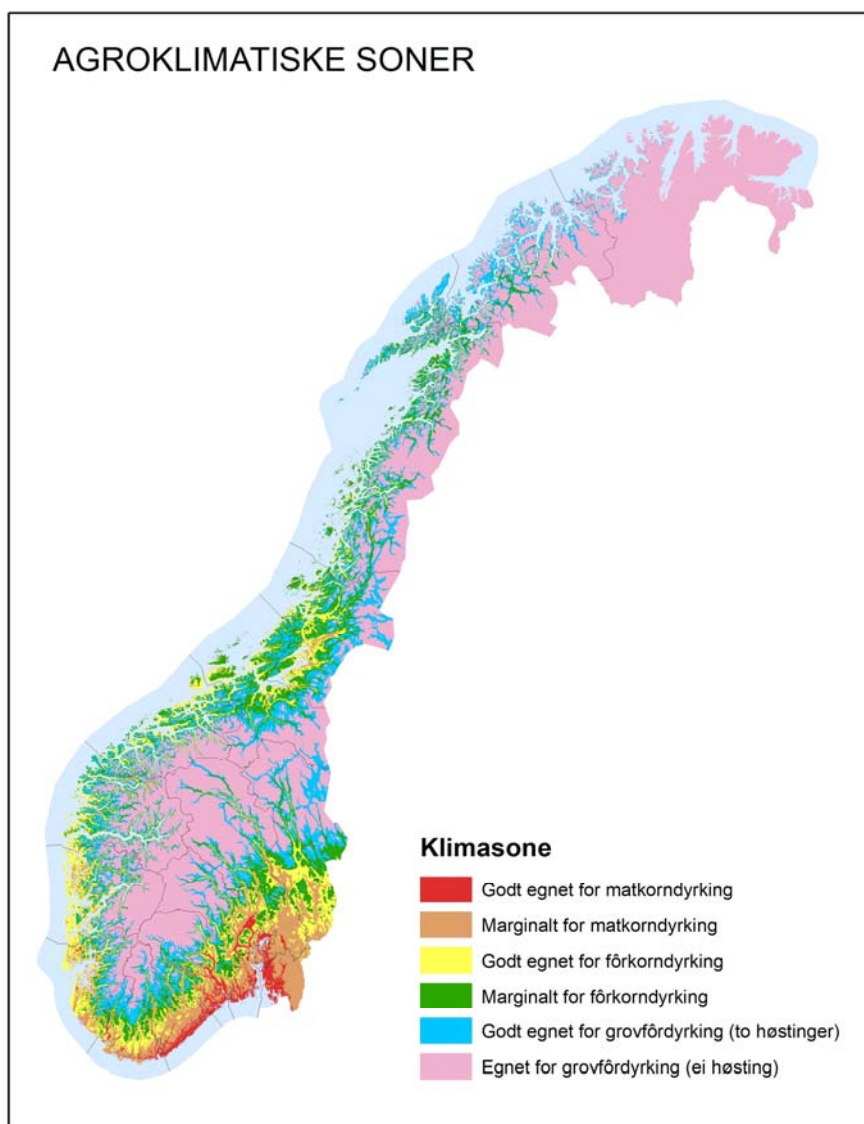 AGROKLIMATISKE SONER
Klimasone
Godt egnet for matkorndyrking
Marginalt for matkorndyrking
Godt egnet for fôrkorndyrking
Marginalt for fôrkorndyrking
Godt egnet for grovfôrdyrking (to høstinger)
Egnet for grovfôrdyrking (ei høsting)